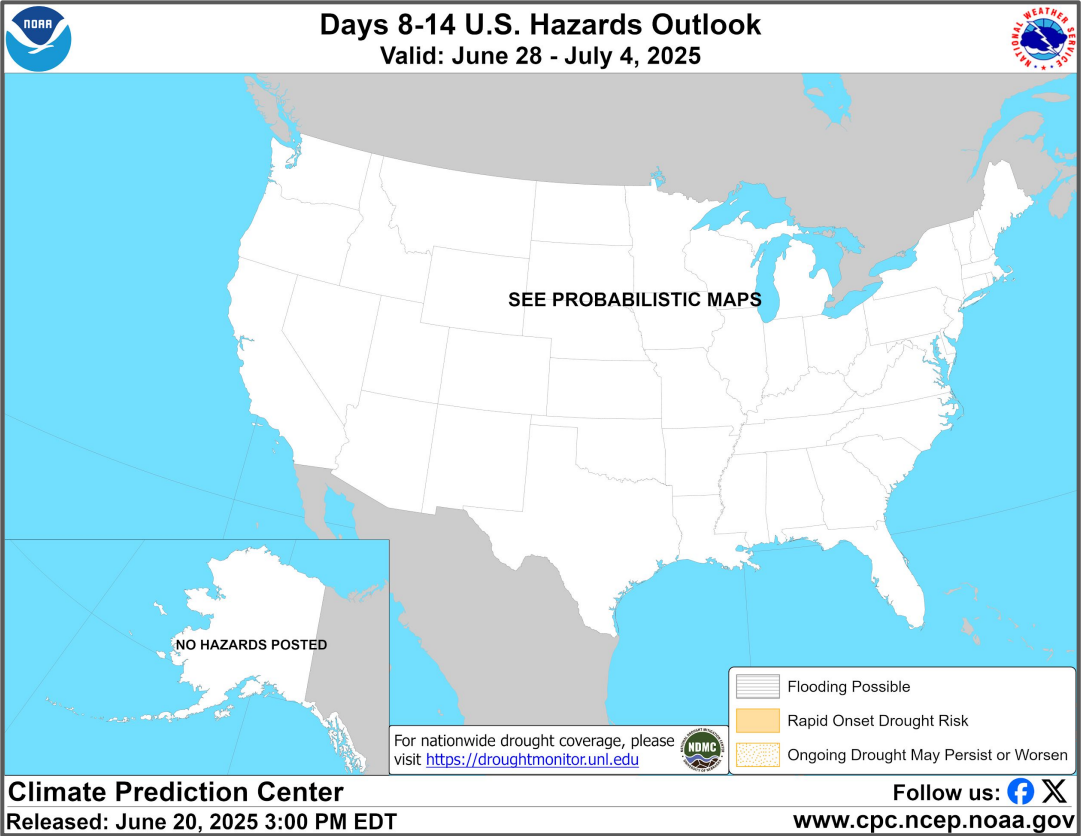 NOAA
Days 8-14 U.S. Hazards Outlook
Valid: June 28 - July 4, 2025
NATIONAL WEATHER SERVICE
SEE PROBABILISTIC MAPS
NO HAZARDS POSTED
Flooding Possible
Rapid Onset Drought Risk
Ongoing Drought May Persist or Worsen
For nationwide drought coverage, please
visit https://droughtmonitor.unl.edu
NDMC
Climate Prediction Center
Follow us:
Released: June 20, 2025 3:00 PM EDT
www.cpc.ncep.noaa.gov